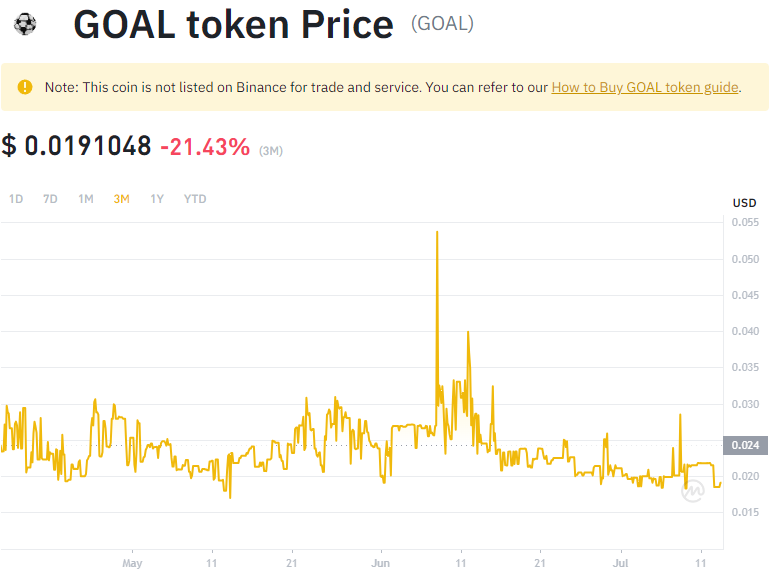 GOAL token Price (GOAL)
Note: This coin is not listed on Binance for trade and service. You can refer to our How to Buy GOAL token guide.
$ 0.0191048 -21.43% (3M)
1D 7D 1M 3M 1Y YTD
USD
0.055
0.050
0.045
0.040
0.035
0.030
0.024
0.020
0.015
May 11 21 Jun 11 21 Jul 11